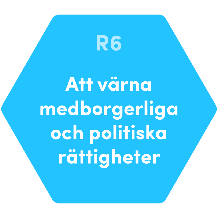 R6
Att värna
medborgerliga
och politiska
rättigheter